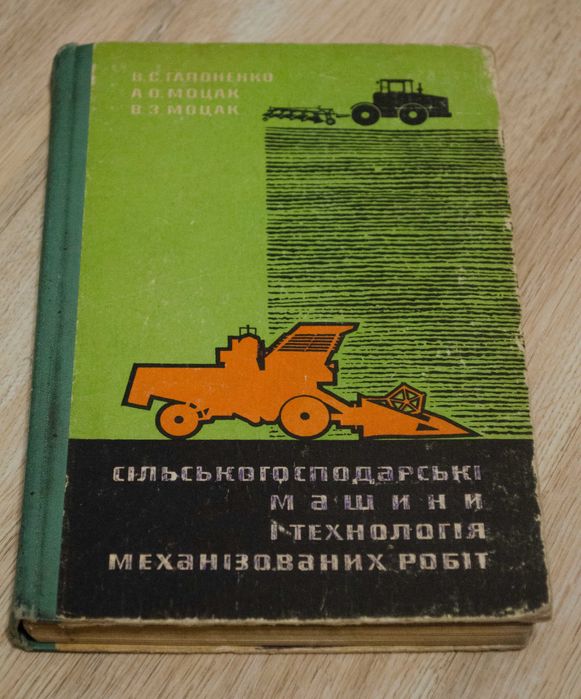 В.С.ГАПОНЕНКО
А.О.МОЦАК
В.З.МОЦАК
СІЛЬСЬКОГОСПОДАРСЬКІ
МАШИНИ
І ТЕХНОЛОГІЯ
МЕХАНІЗОВАНИХ РОБІТ